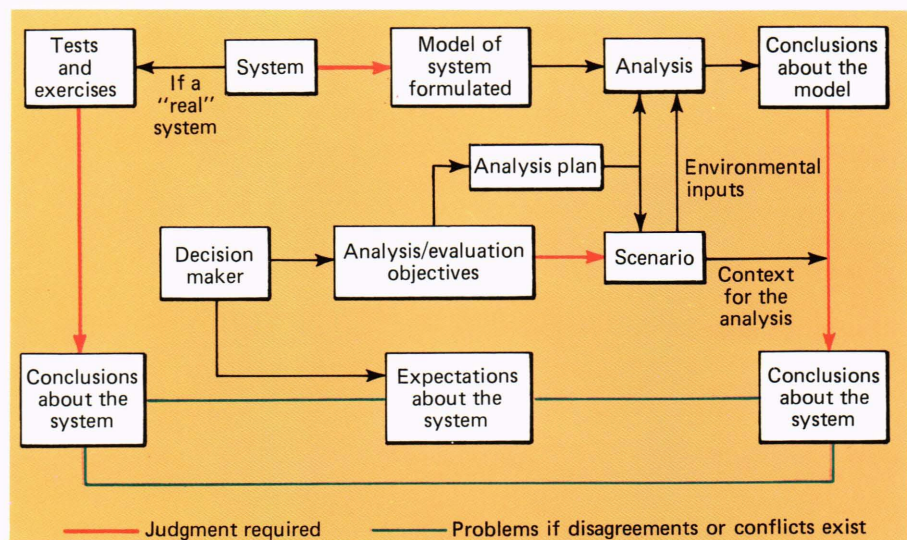 Tests
and
exercises
If a
"real"
system
System
Model of
system
formulated
Analysis
Conclusions
about the
model
Analysis plan
Environmental
inputs
Decision
maker
Analysis/evaluation
objectives
Scenario
Context
for the
analysis
Conclusions
about the
system
Expectations
about the
system
Conclusions
about the
system
Judgment required
Problems if disagreements or conflicts exist